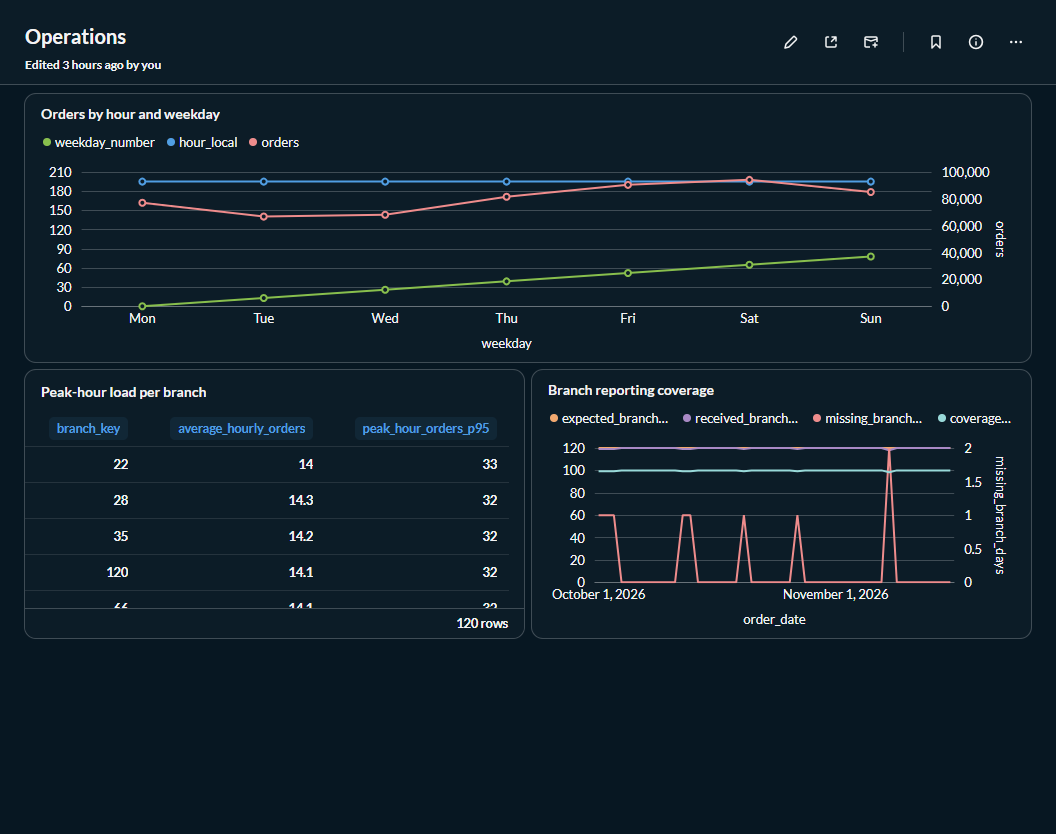 Operations
Edited 3 hours ago by you
Orders by hour and weekday
weekday_number hour_local orders
210
180
150
120
90
60
30
0
100,000
80,000
60,000
40,000
20,000
0
orders
Mon Tue Wed Thu Fri Sat Sun
weekday
Peak-hour load per branch
branch_key average_hourly_orders peak_hour_orders_p95
22 14 33
28 14.3 32
35 14.2 32
120 14.1 32
66 14.1 32
120 rows
Branch reporting coverage
expected_branch... received_branch... missing_branch... coverage...
120
100
80
60
40
20
0
2
1.5
1
0.5
0
missing_branch_days
October 1, 2026 November 1, 2026
order_date